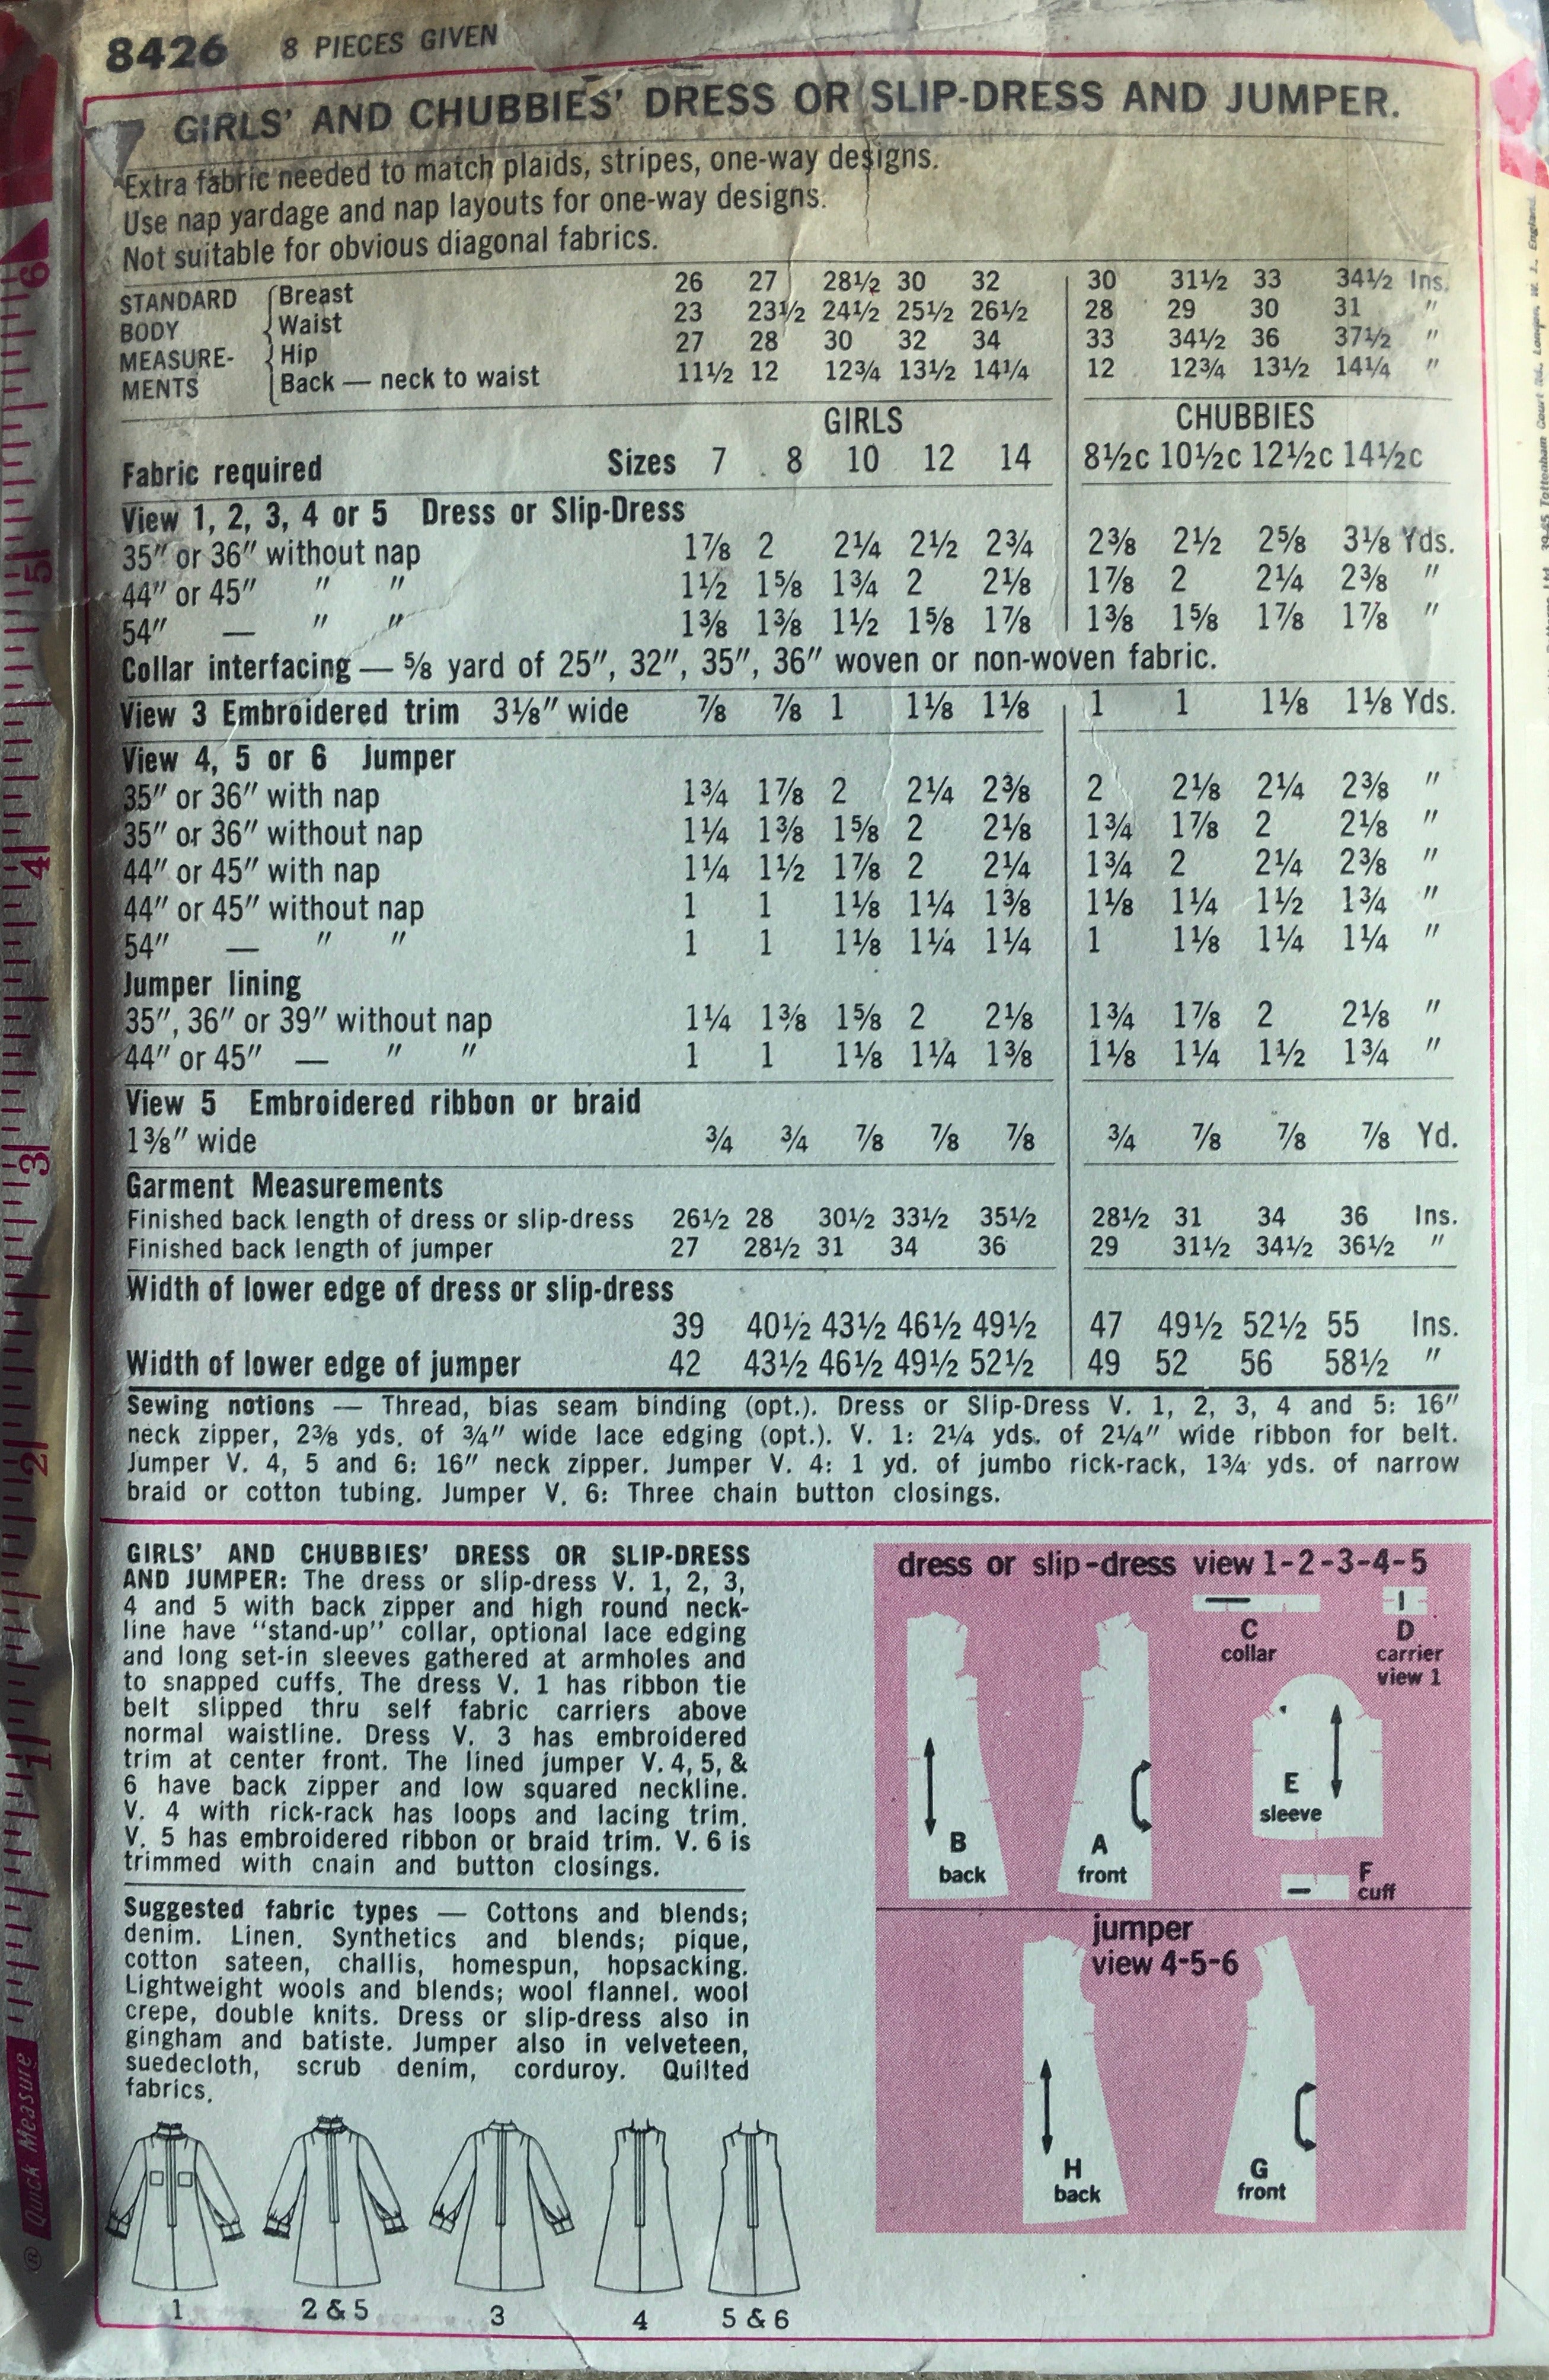 8426 8 PIECES GIVEN
GIRLS' AND CHUBBIES' DRESS OR SLIP-DRESS AND JUMPER.
Extra fabric needed to match plaids, stripes, one-way designs.
Use nap yardage and nap layouts for one-way designs.
Not suitable for obvious diagonal fabrics.
STANDARD BODY MEASURE-MENTS
Breast 26 27 28½ 30 32 30 31½ 33 34½ Ins.
Waist 23 23½ 24½ 25½ 26½ 28 29 30 31 "
Hip 27 28 30 32 34 33 34½ 36 37½ "
Back — neck to waist 11½ 12 12¾ 13½ 14¼ 12 12¾ 13½ 14¼ "
GIRLS CHUBBIES
Fabric required Sizes 7 8 10 12 14 8½c 10½c 12½c 14½c
View 1, 2, 3, 4 or 5 Dress or Slip-Dress
35" or 36" without nap 1⅞ 2 2¼ 2½ 2¾ 2⅜ 2½ 2⅝ 3⅛ Yds.
44" or 45" " " 1½ 1⅝ 1¾ 2 2⅛ 1⅞ 2 2¼ 2⅜ "
54" — " " 1⅜ 1⅜ 1½ 1⅝ 1⅞ 1⅜ 1⅝ 1⅞ 1⅞ "
Collar interfacing — ⅝ yard of 25", 32", 35", 36" woven or non-woven fabric.
View 3 Embroidered trim 3⅛" wide ⅞ ⅞ 1 1⅛ 1⅛ 1 1 1⅛ 1⅛ Yds.
View 4, 5 or 6 Jumper
35" or 36" with nap 1¾ 1⅞ 2 2¼ 2⅜ 2 2⅛ 2¼ 2⅜ "
35" or 36" without nap 1¼ 1⅜ 1⅝ 2 2⅛ 1¾ 1⅞ 2 2⅛ "
44" or 45" with nap 1¼ 1½ 1⅞ 2 2¼ 1¾ 2 2¼ 2⅜ "
44" or 45" without nap 1 1 1⅛ 1¼ 1⅜ 1⅛ 1¼ 1½ 1¾ "
54" — " " 1 1 1⅛ 1¼ 1¼ 1 1⅛ 1¼ 1¼ "
Jumper lining
35", 36" or 39" without nap 1¼ 1⅜ 1⅝ 2 2⅛ 1¾ 1⅞ 2 2⅛ "
44" or 45" — " " 1 1 1⅛ 1¼ 1⅜ 1⅛ 1¼ 1½ 1¾ "
View 5 Embroidered ribbon or braid
1⅜" wide ¾ ¾ ⅞ ⅞ ⅞ ¾ ⅞ ⅞ ⅞ Yd.
Garment Measurements
Finished back length of dress or slip-dress 26½ 28 30½ 33½ 35½ 28½ 31 34 36 Ins.
Finished back length of jumper 27 28½ 31 34 36 29 31½ 34½ 36½ "
Width of lower edge of dress or slip-dress
39 40½ 43½ 46½ 49½ 47 49½ 52½ 55 Ins.
Width of lower edge of jumper 42 43½ 46½ 49½ 52½ 49 52 56 58½ "
Sewing notions — Thread, bias seam binding (opt.). Dress or Slip-Dress V. 1, 2, 3, 4 and 5: 16"
neck zipper, 2⅜ yds. of ¾" wide lace edging (opt.). V. 1: 2¼ yds. of 2¼" wide ribbon for belt.
Jumper V. 4, 5 and 6: 16" neck zipper. Jumper V. 4: 1 yd. of jumbo rick-rack, 1¾ yds. of narrow
braid or cotton tubing. Jumper V. 6: Three chain button closings.
GIRLS' AND CHUBBIES' DRESS OR SLIP-DRESS
AND JUMPER: The dress or slip-dress V. 1, 2, 3,
4 and 5 with back zipper and high round neck-
line have "stand-up" collar, optional lace edging
and long set-in sleeves gathered at armholes and
to snapped cuffs. The dress V. 1 has ribbon tie
belt slipped thru self fabric carriers above
normal waistline. Dress V. 3 has embroidered
trim at center front. The lined jumper V. 4, 5, &
6 have back zipper and low squared neckline.
V. 4 with rick-rack has loops and lacing trim.
V. 5 has embroidered ribbon or braid trim. V. 6 is
trimmed with chain and button closings.
Suggested fabric types — Cottons and blends;
denim. Linen. Synthetics and blends; pique,
cotton sateen, challis, homespun, hopsacking.
Lightweight wools and blends; wool flannel. wool
crepe, double knits. Dress or slip-dress also in
gingham and batiste. Jumper also in velveteen,
suedecloth, scrub denim, corduroy. Quilted
fabrics.
1
2 & 5
3
4
5 & 6
dress or slip-dress view 1-2-3-4-5
C
collar
D
carrier
view 1
B
back
A
front
E
sleeve
F
cuff
jumper
view 4-5-6
H
back
G
front
6
5
4
3
2
1
® Quick Measure
Tottenham Court Rd., London W. 1., England